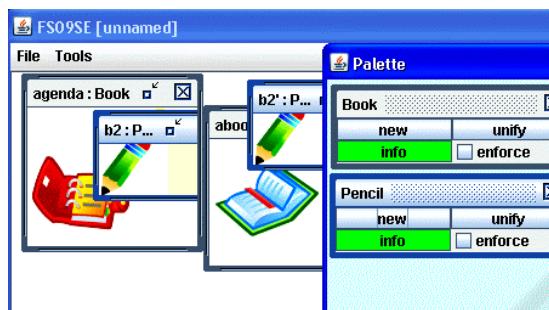 FS09SE [unnamed]
File Tools
Palette
agenda : Book
b2 : P...
b2' : P...
Book
new unify
info enforce
Pencil
new unify
info enforce